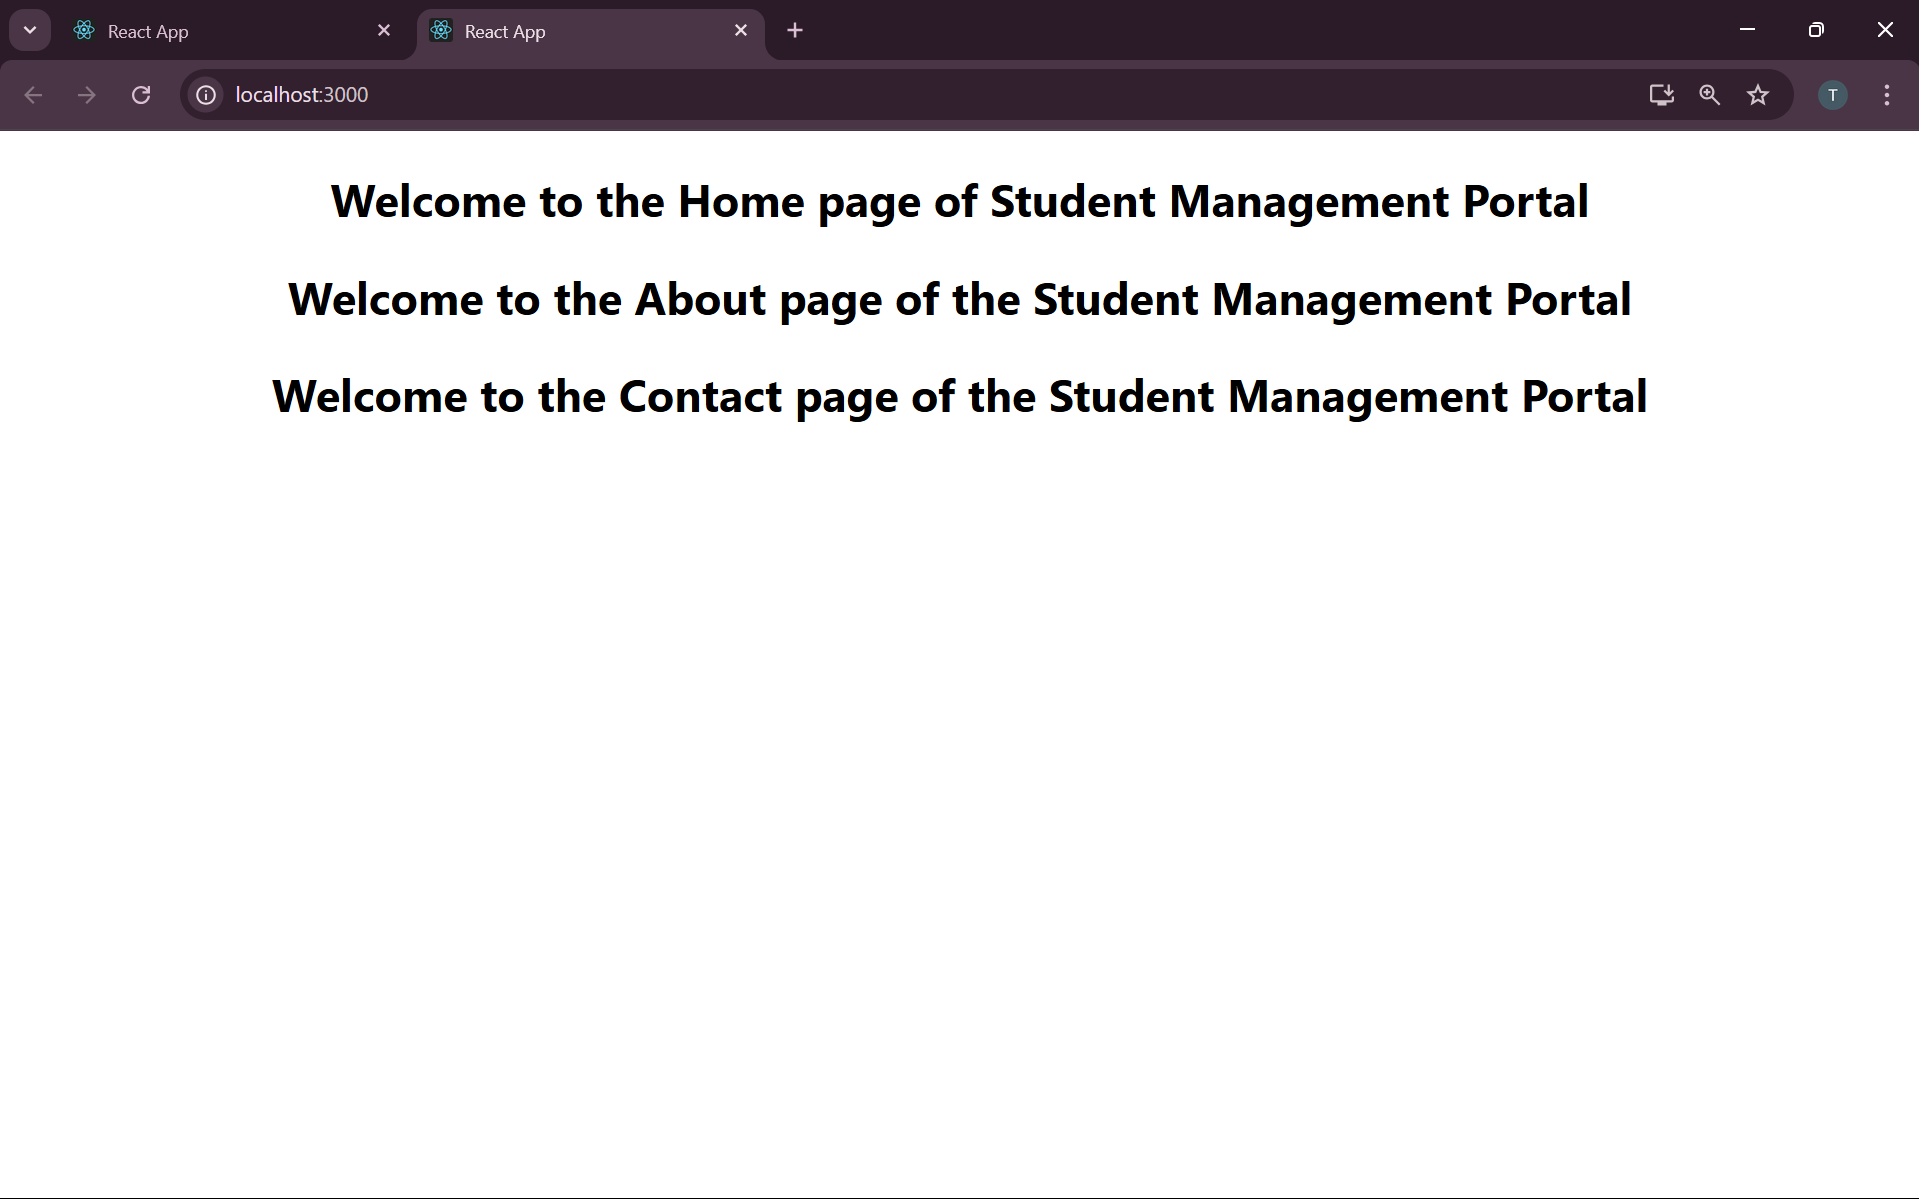 React App
React App
localhost:3000
T
Welcome to the Home page of Student Management Portal
Welcome to the About page of the Student Management Portal
Welcome to the Contact page of the Student Management Portal